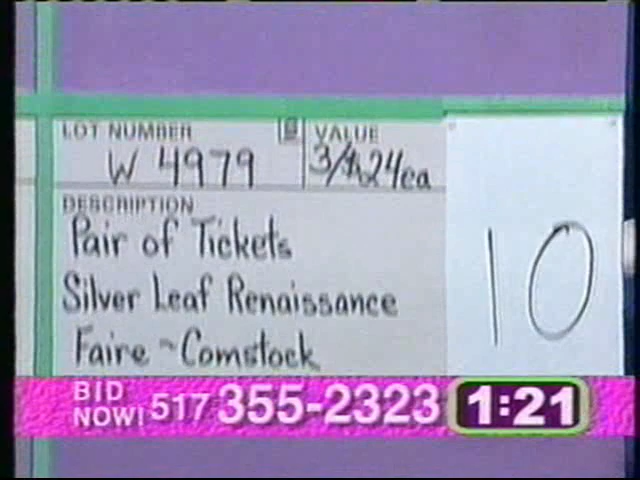 LOT NUMBER
VALUE
W 4979
3/$24ea
DESCRIPTION
Pair of Tickets
Silver Leaf Renaissance
Faire ~ Comstock
10
BID NOW! 517 355-2323 1:21